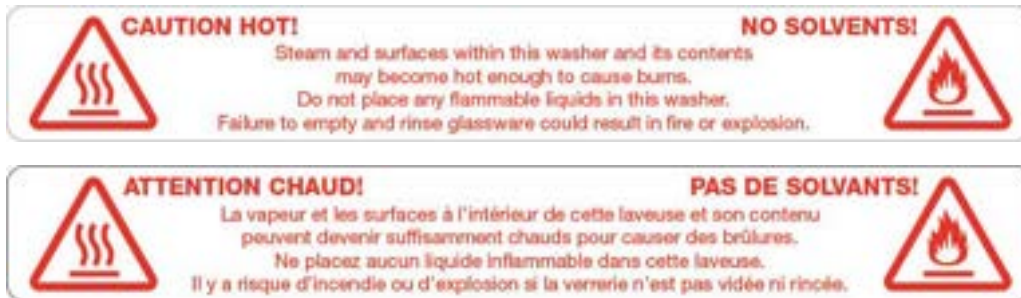 CAUTION HOT! NO SOLVENTS!
Steam and surfaces within this washer and its contents
may become hot enough to cause burns.
Do not place any flammable liquids in this washer.
Failure to empty and rinse glassware could result in fire or explosion.
ATTENTION CHAUD! PAS DE SOLVANTS!
La vapeur et les surfaces à l'intérieur de cette laveuse et son contenu
peuvent devenir suffisamment chauds pour causer des brûlures.
Ne placez aucun liquide inflammable dans cette laveuse.
Il y a risque d'incendie ou d'explosion si la verrerie n'est pas vidée ni rincée.